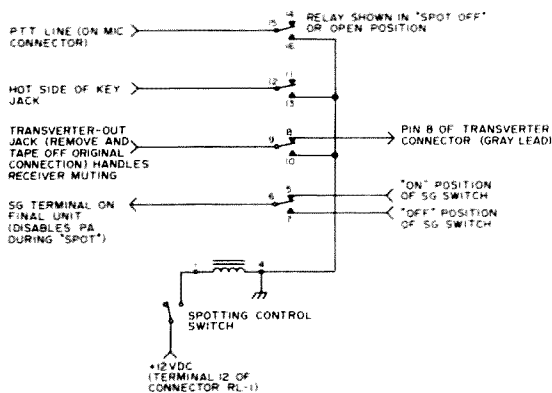 PTT LINE (ON MIC
CONNECTOR)
15
14
16
RELAY SHOWN IN "SPOT OFF"
OR OPEN POSITION
HOT SIDE OF KEY
JACK
12
11
13
TRANSVERTER-OUT
JACK (REMOVE AND
TAPE OFF ORIGINAL
CONNECTION) HANDLES
RECEIVER MUTING
9
8
10
PIN 8 OF TRANSVERTER
CONNECTOR (GRAY LEAD)
SG TERMINAL ON
FINAL UNIT
(DISABLES PA
DURING "SPOT")
6
5
7
"ON" POSITION
OF SG SWITCH
"OFF" POSITION
OF SG SWITCH
1
4
SPOTTING CONTROL
SWITCH
+12VDC
(TERMINAL 12 OF
CONNECTOR RL-1)